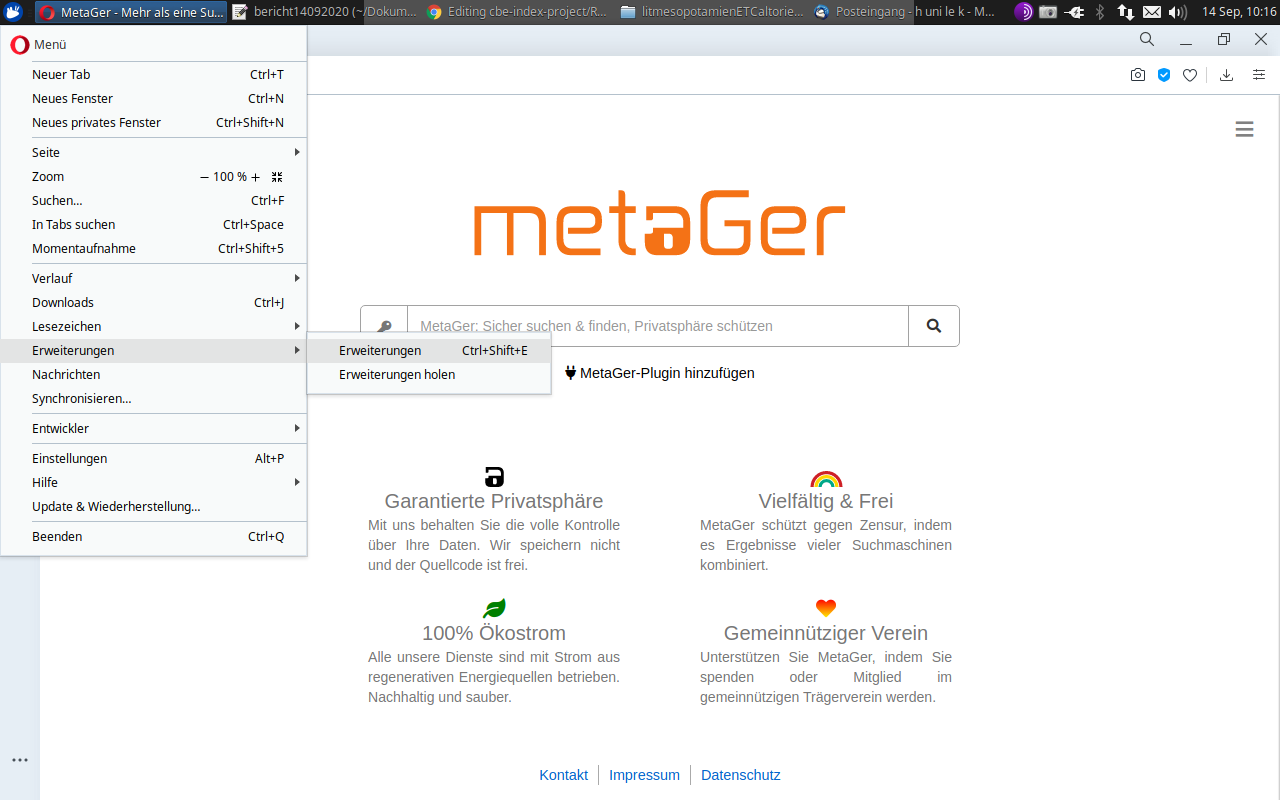 MetaGer - Mehr als eine Su...
bericht14092020 (~/Dokum...
Editing cbe-index-project/R...
litmesopotamienETCaltorie...
Posteingang - h uni le k - M...
14 Sep, 10:16
Menü
Neuer Tab Ctrl+T
Neues Fenster Ctrl+N
Neues privates Fenster Ctrl+Shift+N
Seite
Zoom − 100 % +
Suchen... Ctrl+F
In Tabs suchen Ctrl+Space
Momentaufnahme Ctrl+Shift+5
Verlauf
Downloads Ctrl+J
Lesezeichen
Erweiterungen
Nachrichten
Synchronisieren...
Entwickler
Einstellungen Alt+P
Hilfe
Update & Wiederherstellung...
Beenden Ctrl+Q
Erweiterungen Ctrl+Shift+E
Erweiterungen holen
metaGer
MetaGer: Sicher suchen & finden, Privatsphäre schützen
MetaGer-Plugin hinzufügen
Garantierte Privatsphäre
Mit uns behalten Sie die volle Kontrolle
über Ihre Daten. Wir speichern nicht
und der Quellcode ist frei.
Vielfältig & Frei
MetaGer schützt gegen Zensur, indem
es Ergebnisse vieler Suchmaschinen
kombiniert.
100% Ökostrom
Alle unsere Dienste sind mit Strom aus
regenerativen Energiequellen betrieben.
Nachhaltig und sauber.
Gemeinnütziger Verein
Unterstützen Sie MetaGer, indem Sie
spenden oder Mitglied im
gemeinnützigen Trägerverein werden.
Kontakt
Impressum
Datenschutz